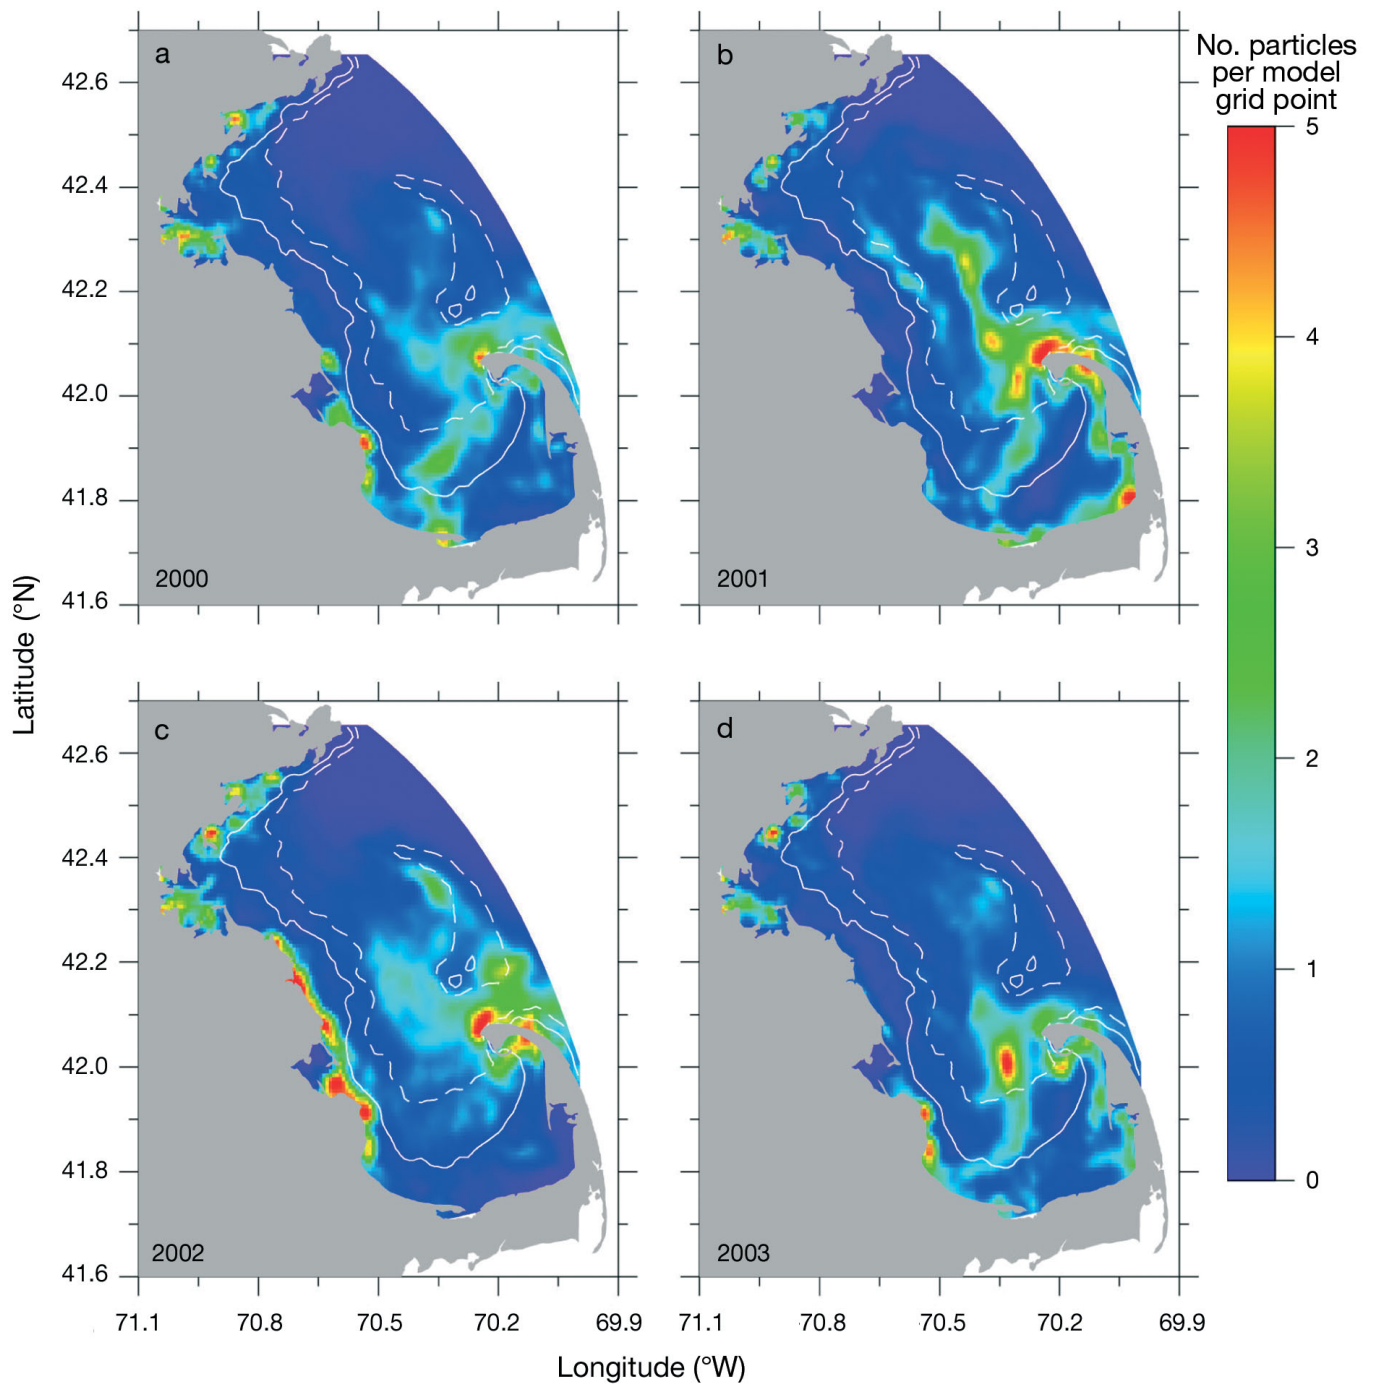 a
b
No. particles
per model
grid point
42.6
42.4
42.2
42.0
41.8
41.6
2000
2001
5
4
3
2
1
0
Latitude (°N)
c
d
42.6
42.4
42.2
42.0
41.8
41.6
2002
2003
71.1 70.8 70.5 70.2 69.9 71.1 70.8 70.5 70.2 69.9
Longitude (°W)